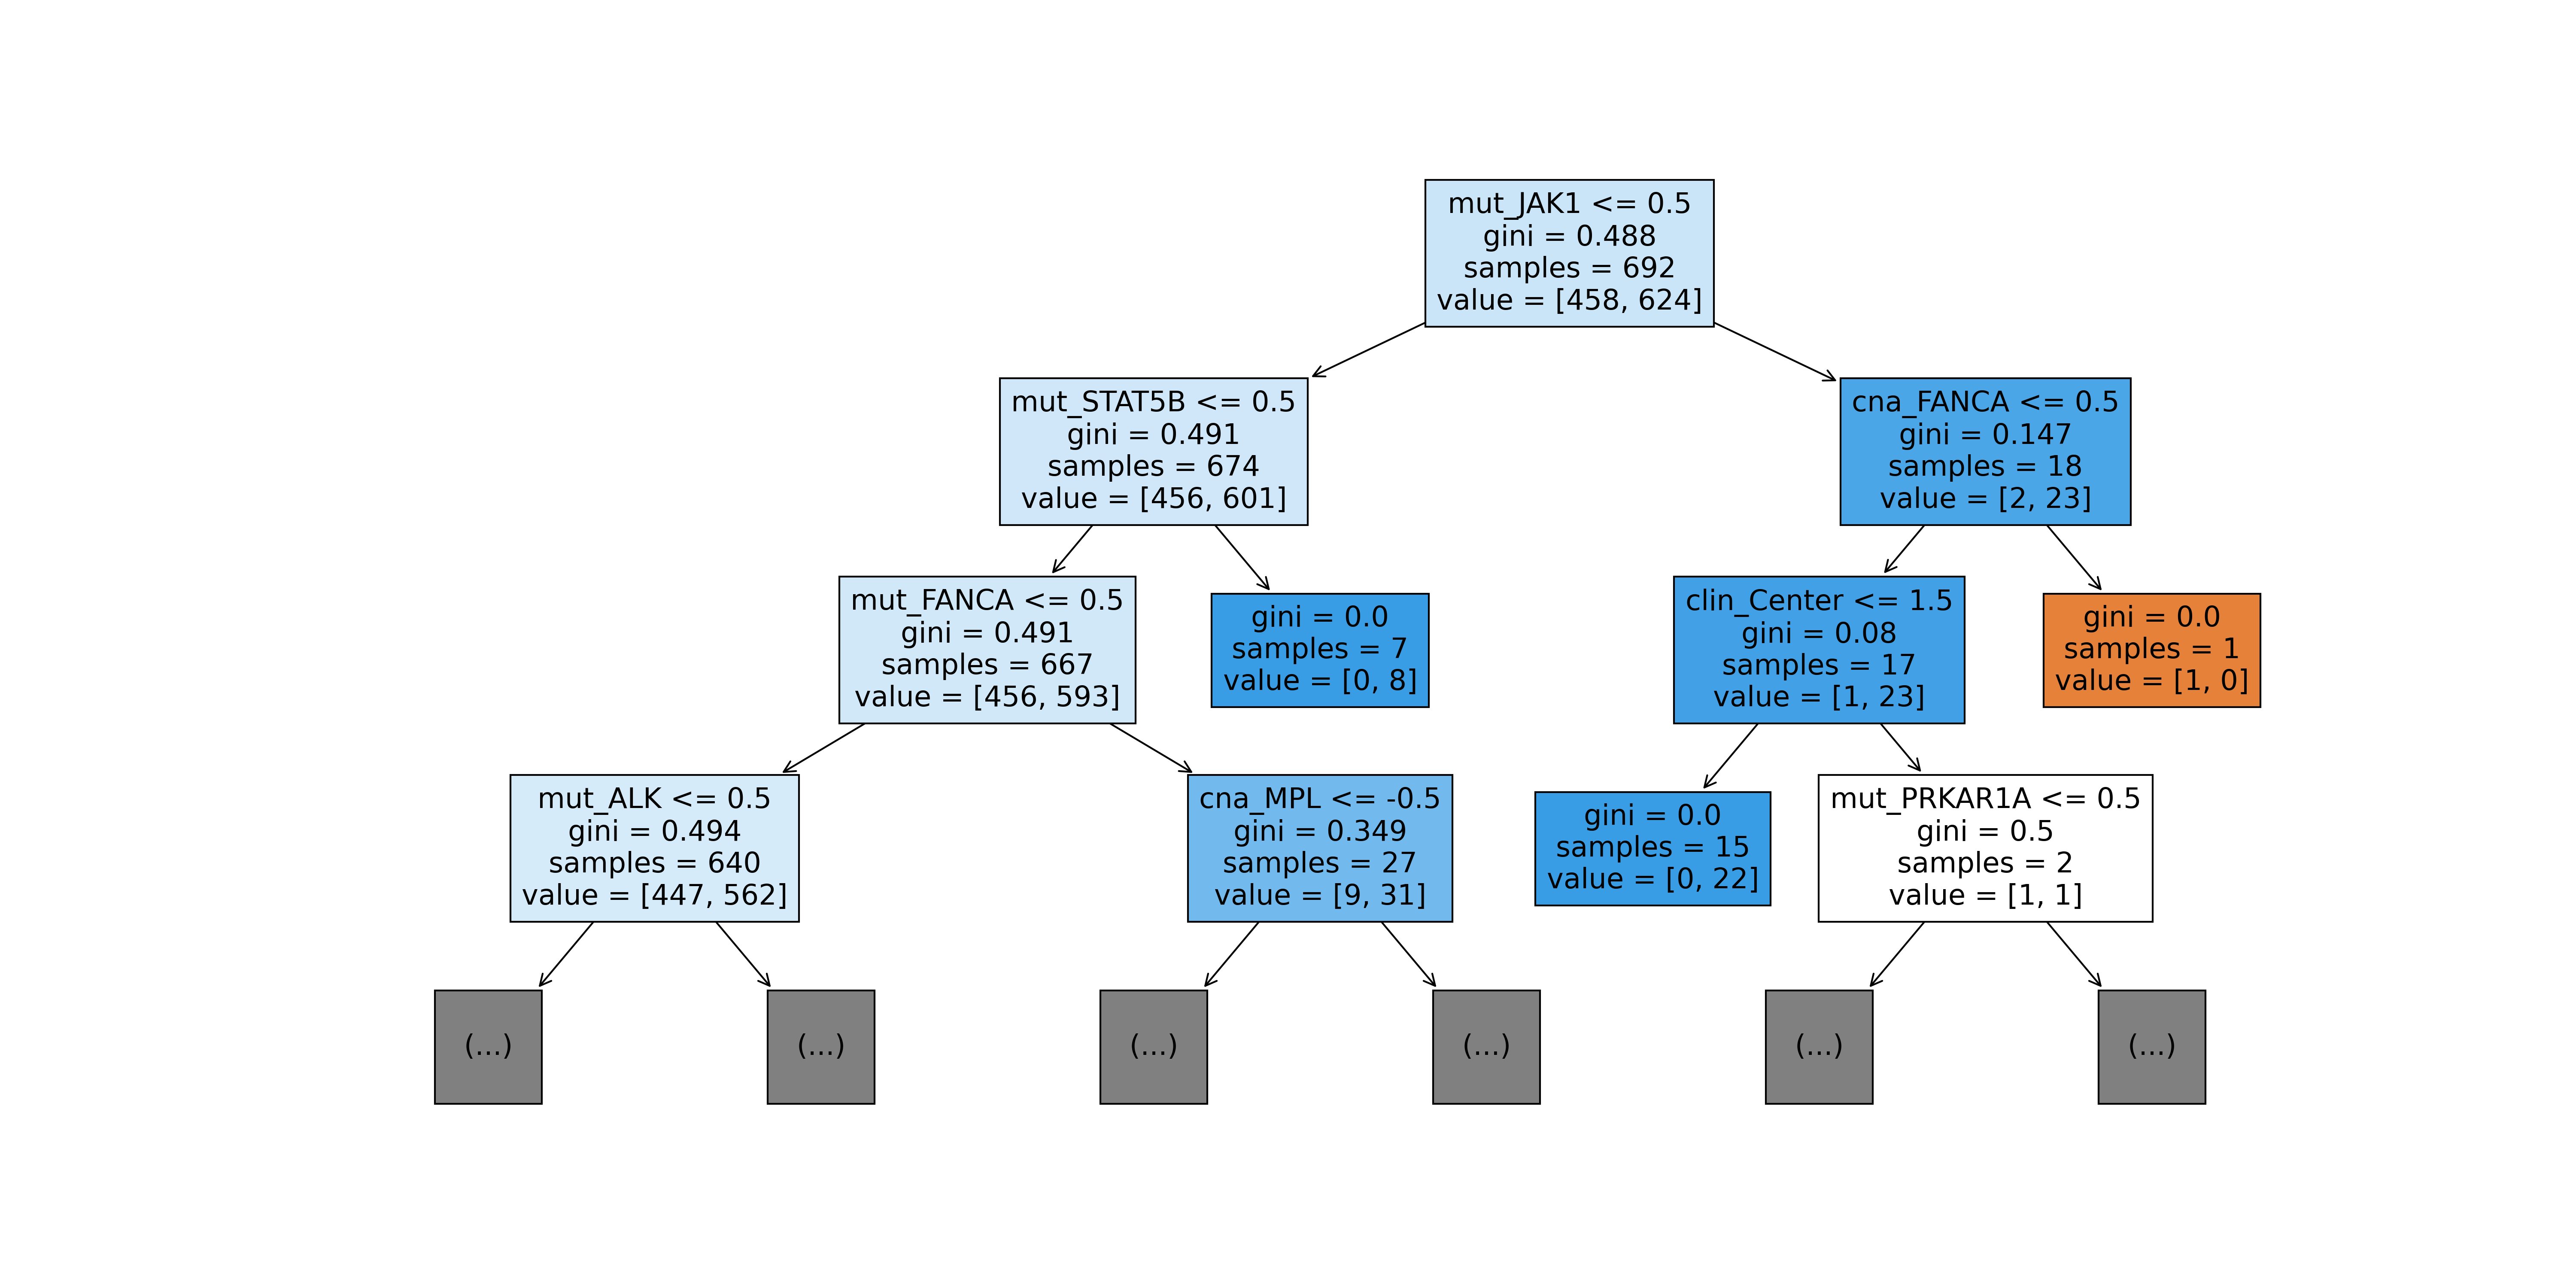 mut_JAK1 <= 0.5
gini = 0.488
samples = 692
value = [458, 624]
mut_STAT5B <= 0.5
gini = 0.491
samples = 674
value = [456, 601]
cna_FANCA <= 0.5
gini = 0.147
samples = 18
value = [2, 23]
mut_FANCA <= 0.5
gini = 0.491
samples = 667
value = [456, 593]
gini = 0.0
samples = 7
value = [0, 8]
clin_Center <= 1.5
gini = 0.08
samples = 17
value = [1, 23]
gini = 0.0
samples = 1
value = [1, 0]
mut_ALK <= 0.5
gini = 0.494
samples = 640
value = [447, 562]
cna_MPL <= -0.5
gini = 0.349
samples = 27
value = [9, 31]
gini = 0.0
samples = 15
value = [0, 22]
mut_PRKAR1A <= 0.5
gini = 0.5
samples = 2
value = [1, 1]
(...)
(...)
(...)
(...)
(...)
(...)